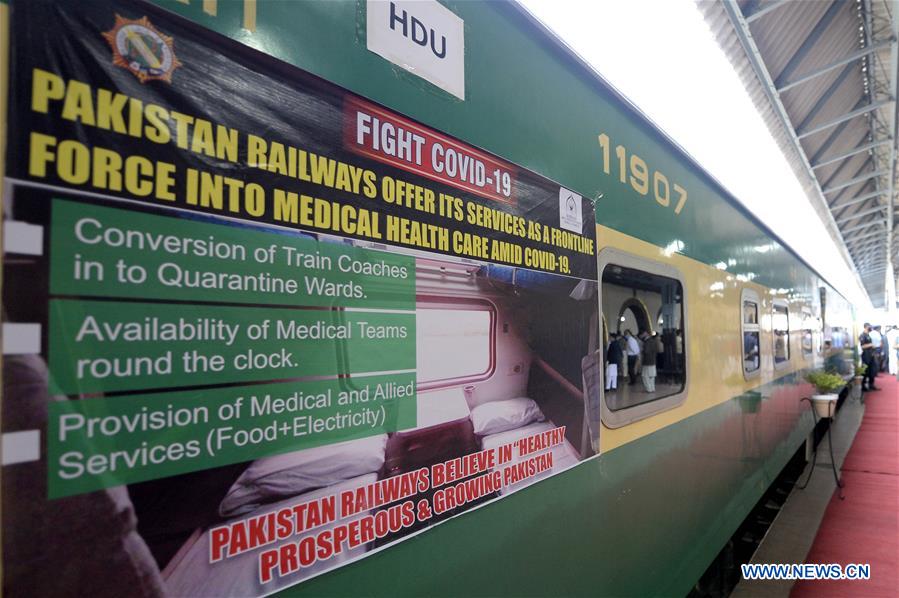 HDU
FIGHT COVID-19
PAKISTAN RAILWAYS OFFER ITS SERVICES AS A FRONTLINE
FORCE INTO MEDICAL HEALTH CARE AMID COVID-19.
11907
Conversion of Train Coaches
in to Quarantine Wards.
Availability of Medical Teams
round the clock.
Provision of Medical and Allied
Services (Food+Electricity)
PAKISTAN RAILWAYS BELIEVE IN "HEALTHY
PROSPEROUS & GROWING PAKISTAN
WWW.NEWS.CN